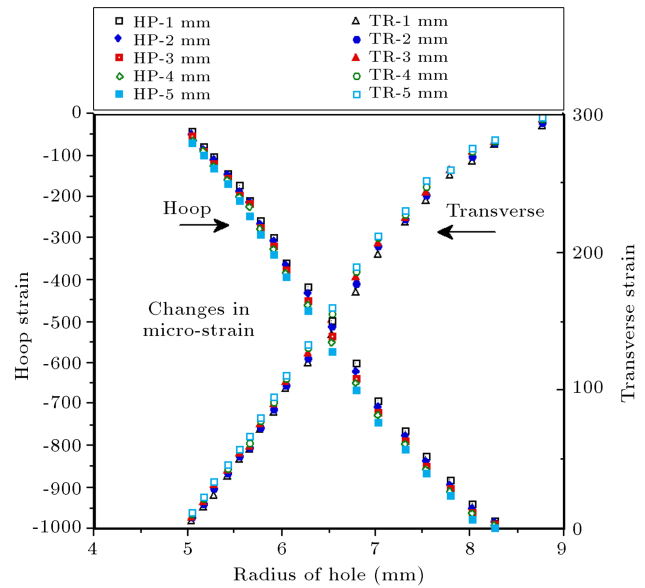 HP-1 mm TR-1 mm
HP-2 mm TR-2 mm
HP-3 mm TR-3 mm
HP-4 mm TR-4 mm
HP-5 mm TR-5 mm
0 300
-100
-200
Hoop Transverse
-300 200
-400
Changes in
micro-strain
-500
-600
-700 100
-800
-900
-1000 0
Hoop strain
Transverse strain
4 5 6 7 8 9
Radius of hole (mm)